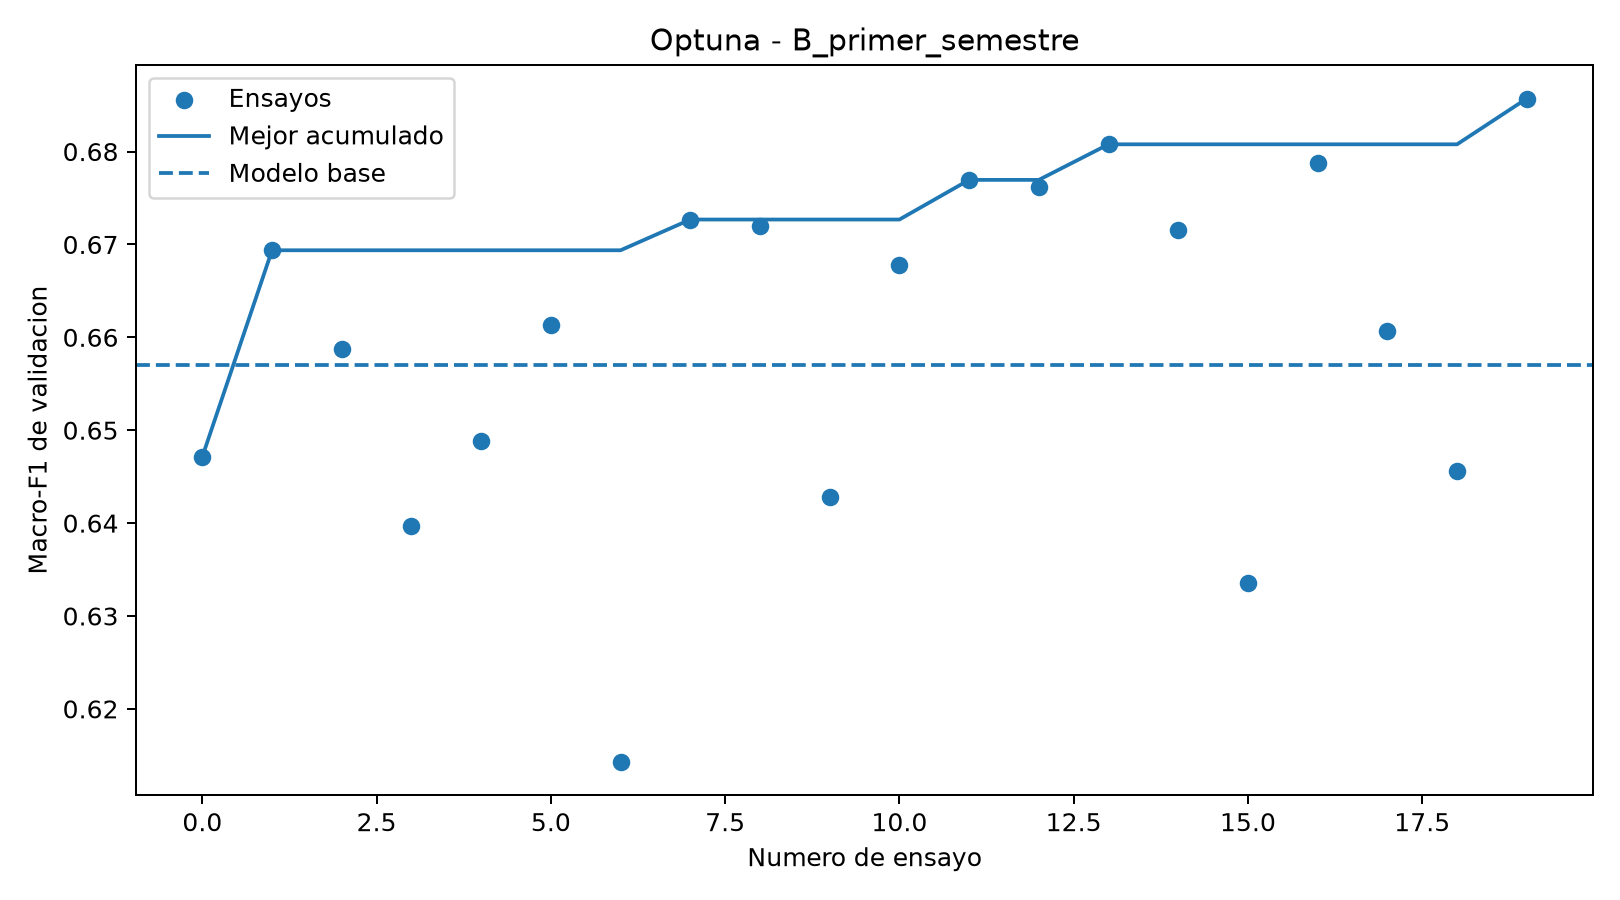 Optuna - B_primer_semestre
Ensayos
Mejor acumulado
Modelo base
Macro-F1 de validacion
0.68
0.67
0.66
0.65
0.64
0.63
0.62
0.0 2.5 5.0 7.5 10.0 12.5 15.0 17.5
Numero de ensayo